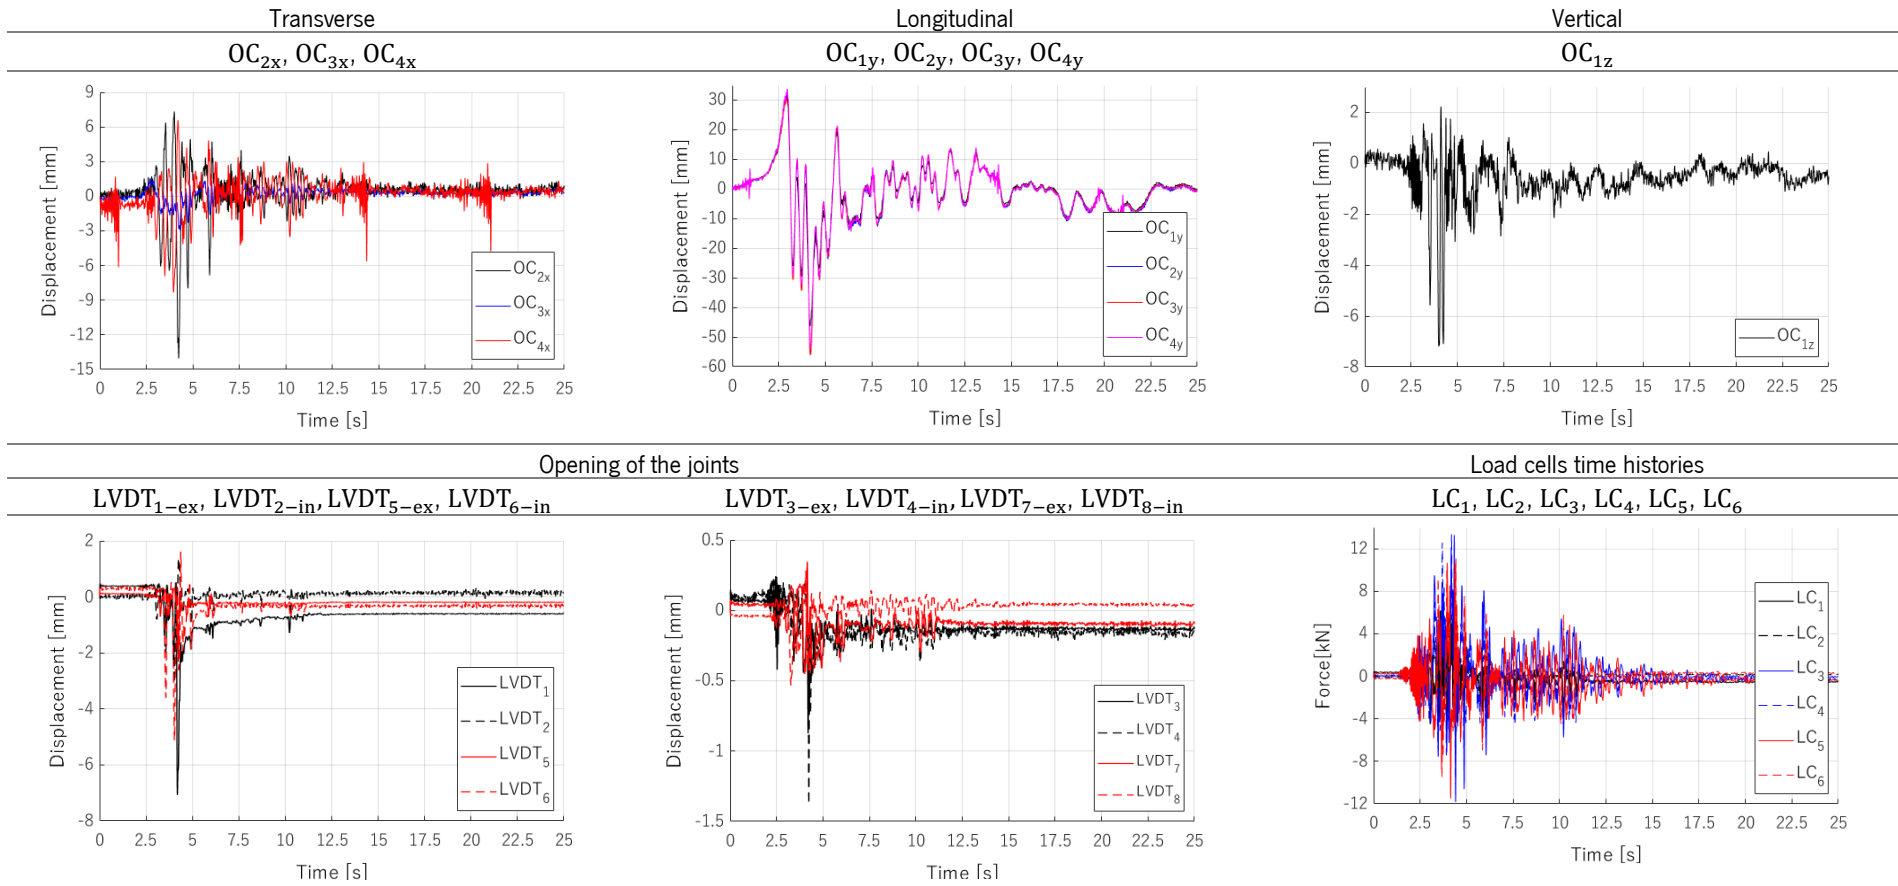 Transverse
Longitudinal
Vertical
OC2x, OC3x, OC4x
OC1y, OC2y, OC3y, OC4y
OC1z
9
6
3
0
-3
-6
-9
-12
-15
Displacement [mm]
OC2x
OC3x
OC4x
0 2.5 5 7.5 10 12.5 15 17.5 20 22.5 25
Time [s]
30
20
10
0
-10
-20
-30
-40
-50
-60
Displacement [mm]
OC1y
OC2y
OC3y
OC4y
0 2.5 5 7.5 10 12.5 15 17.5 20 22.5 25
Time [s]
2
0
-2
-4
-6
-8
Displacement [mm]
OC1z
0 2.5 5 7.5 10 12.5 15 17.5 20 22.5 25
Time [s]
Opening of the joints
Load cells time histories
LVDT1−ex, LVDT2−in, LVDT5−ex, LVDT6−in
LVDT3−ex, LVDT4−in, LVDT7−ex, LVDT8−in
LC1, LC2, LC3, LC4, LC5, LC6
2
0
-2
-4
-6
-8
Displacement [mm]
LVDT1
LVDT2
LVDT5
LVDT6
0 2.5 5 7.5 10 12.5 15 17.5 20 22.5 25
Time [s]
0.5
0
-0.5
-1
-1.5
Displacement [mm]
LVDT3
LVDT4
LVDT7
LVDT8
0 2.5 5 7.5 10 12.5 15 17.5 20 22.5 25
Time [s]
12
8
4
0
-4
-8
-12
Force[kN]
LC1
LC2
LC3
LC4
LC5
LC6
0 2.5 5 7.5 10 12.5 15 17.5 20 22.5 25
Time [s]